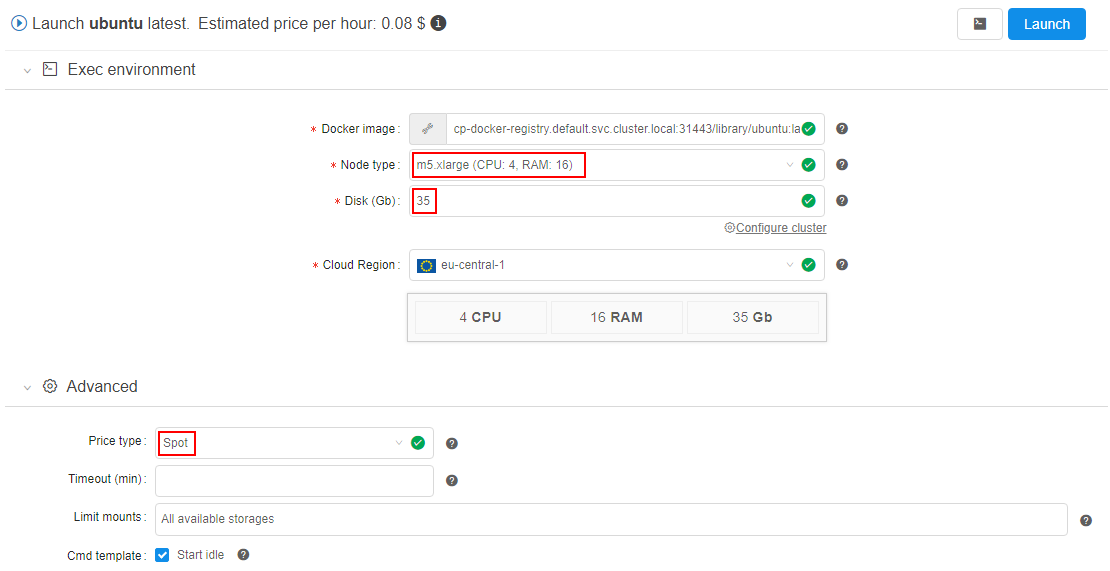 Launch ubuntu latest. Estimated price per hour: 0.08 $
Launch
Exec environment
* Docker image: cp-docker-registry.default.svc.cluster.local:31443/library/ubuntu:la
* Node type: m5.xlarge (CPU: 4, RAM: 16)
* Disk (Gb): 35
Configure cluster
* Cloud Region: eu-central-1
4 CPU 16 RAM 35 Gb
Advanced
Price type: Spot
Timeout (min):
Limit mounts: All available storages
Cmd template: Start idle